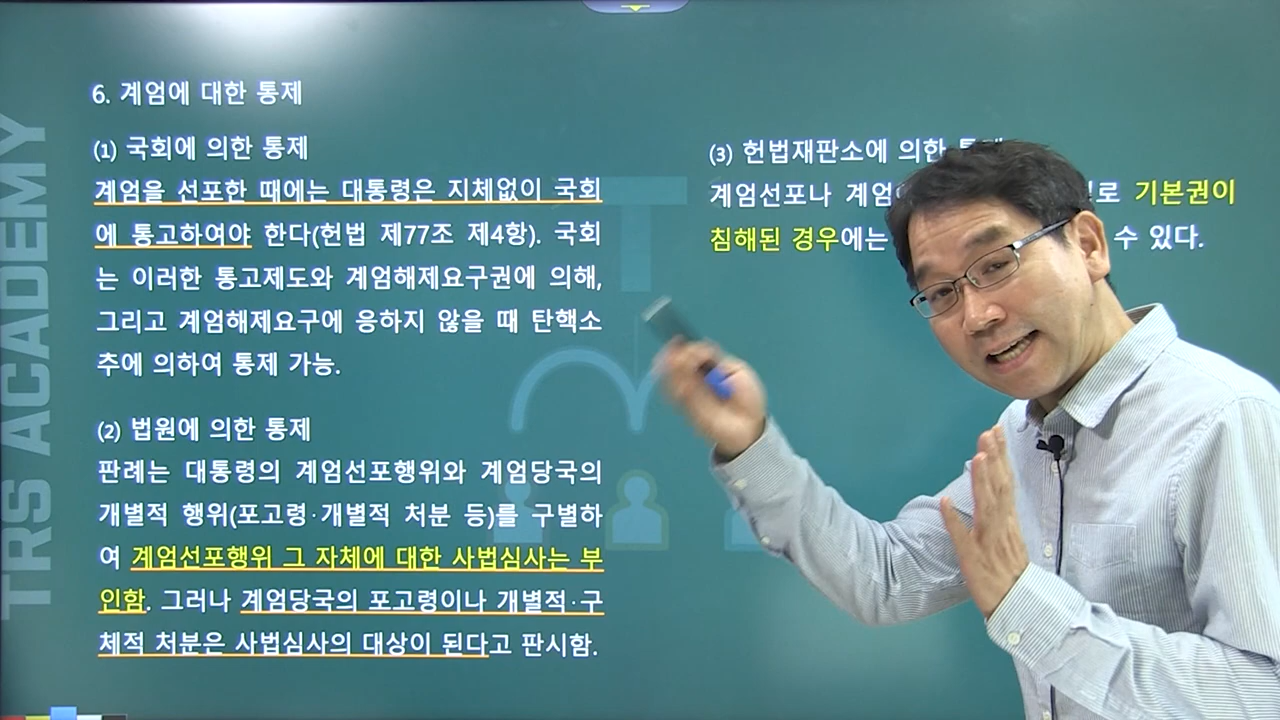 TRS ACADEMY
6. 계엄에 대한 통제
(1) 국회에 의한 통제
계엄을 선포한 때에는 대통령은 지체없이 국회
에 통고하여야 한다(헌법 제77조 제4항). 국회
는 이러한 통고제도와 계엄해제요구권에 의해,
그리고 계엄해제요구에 응하지 않을 때 탄핵소
추에 의하여 통제 가능.
(2) 법원에 의한 통제
판례는 대통령의 계엄선포행위와 계엄당국의
개별적 행위(포고령·개별적 처분 등)를 구별하
여 계엄선포행위 그 자체에 대한 사법심사는 부
인함. 그러나 계엄당국의 포고령이나 개별적·구
체적 처분은 사법심사의 대상이 된다고 판시함.
(3) 헌법재판소에 의한
계엄선포나 기본권이
침해된 경우에는 수 있다.